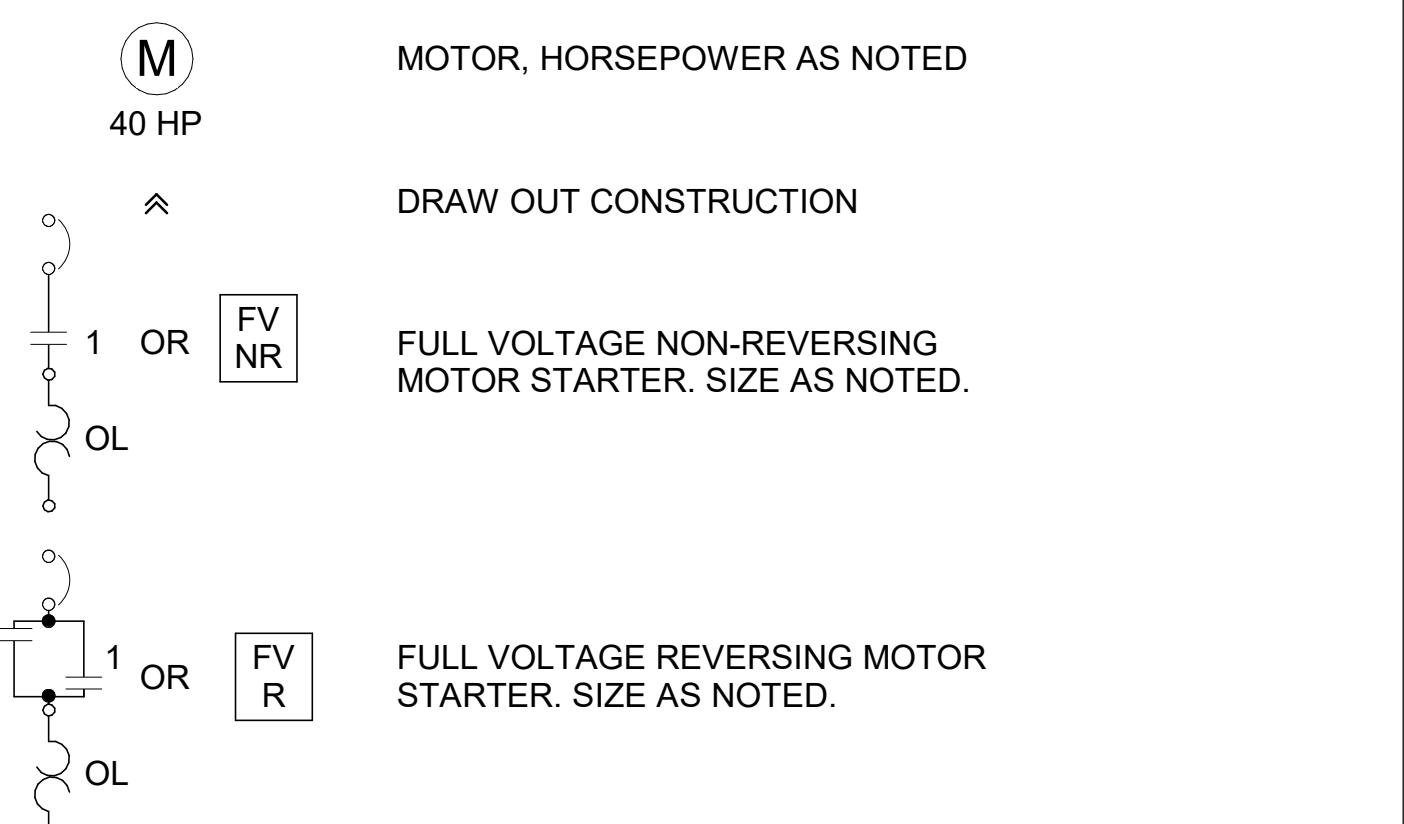 M
MOTOR, HORSEPOWER AS NOTED
40 HP
DRAW OUT CONSTRUCTION
1 OR
FV
NR
FULL VOLTAGE NON-REVERSING
MOTOR STARTER. SIZE AS NOTED.
OL
1
OR
FV
R
FULL VOLTAGE REVERSING MOTOR
STARTER. SIZE AS NOTED.
OL